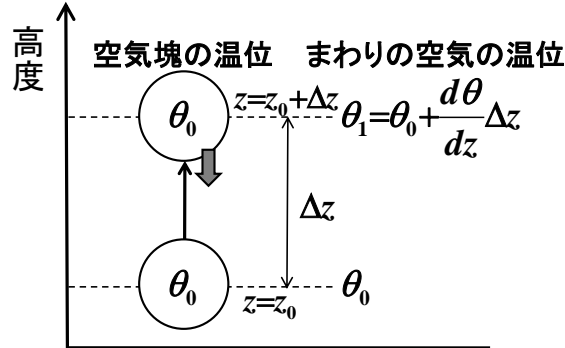 高度
空気塊の温位 まわりの空気の温位
θ₀ z=z₀+Δz θ₁=θ₀+dθ/dz Δz
Δz
θ₀ z=z₀ θ₀